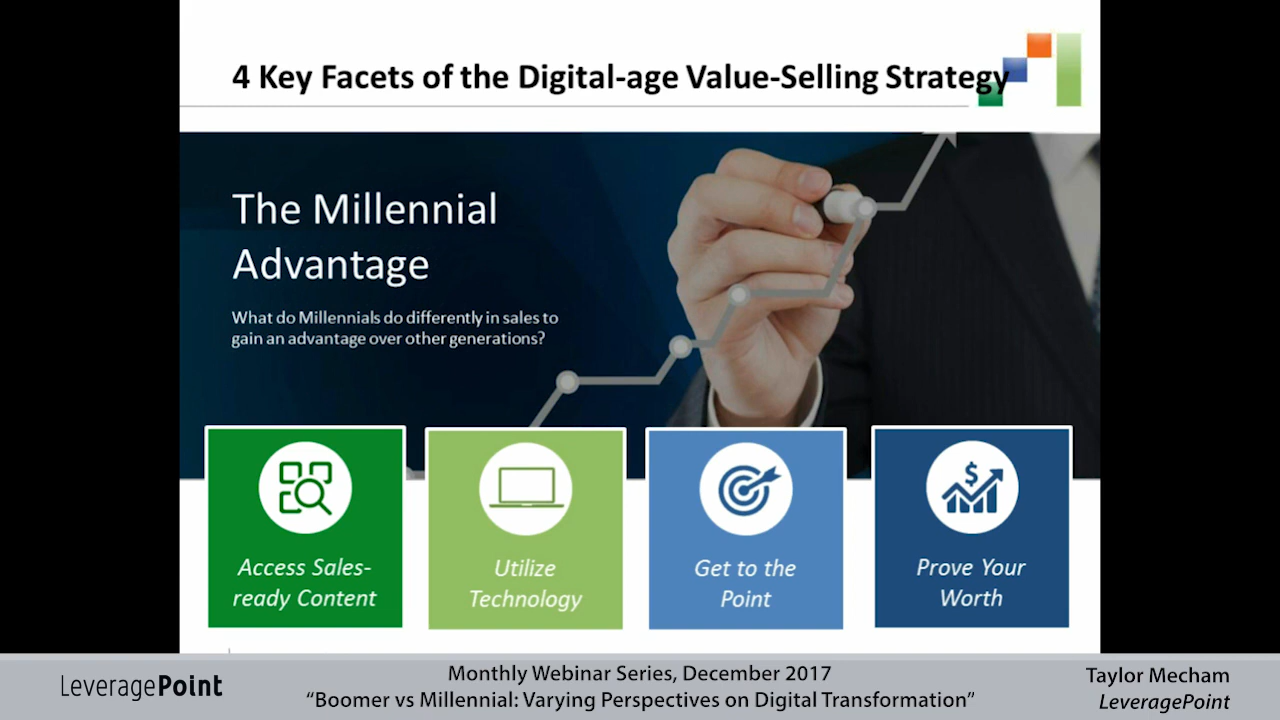 4 Key Facets of the Digital-age Value-Selling Strategy
The Millennial
Advantage
What do Millennials do differently in sales to
gain an advantage over other generations?
Access Sales-
ready Content
Utilize
Technology
Get to the
Point
$
Prove Your
Worth
LeveragePoint
Monthly Webinar Series, December 2017
“Boomer vs Millennial: Varying Perspectives on Digital Transformation”
Taylor Mecham
LeveragePoint